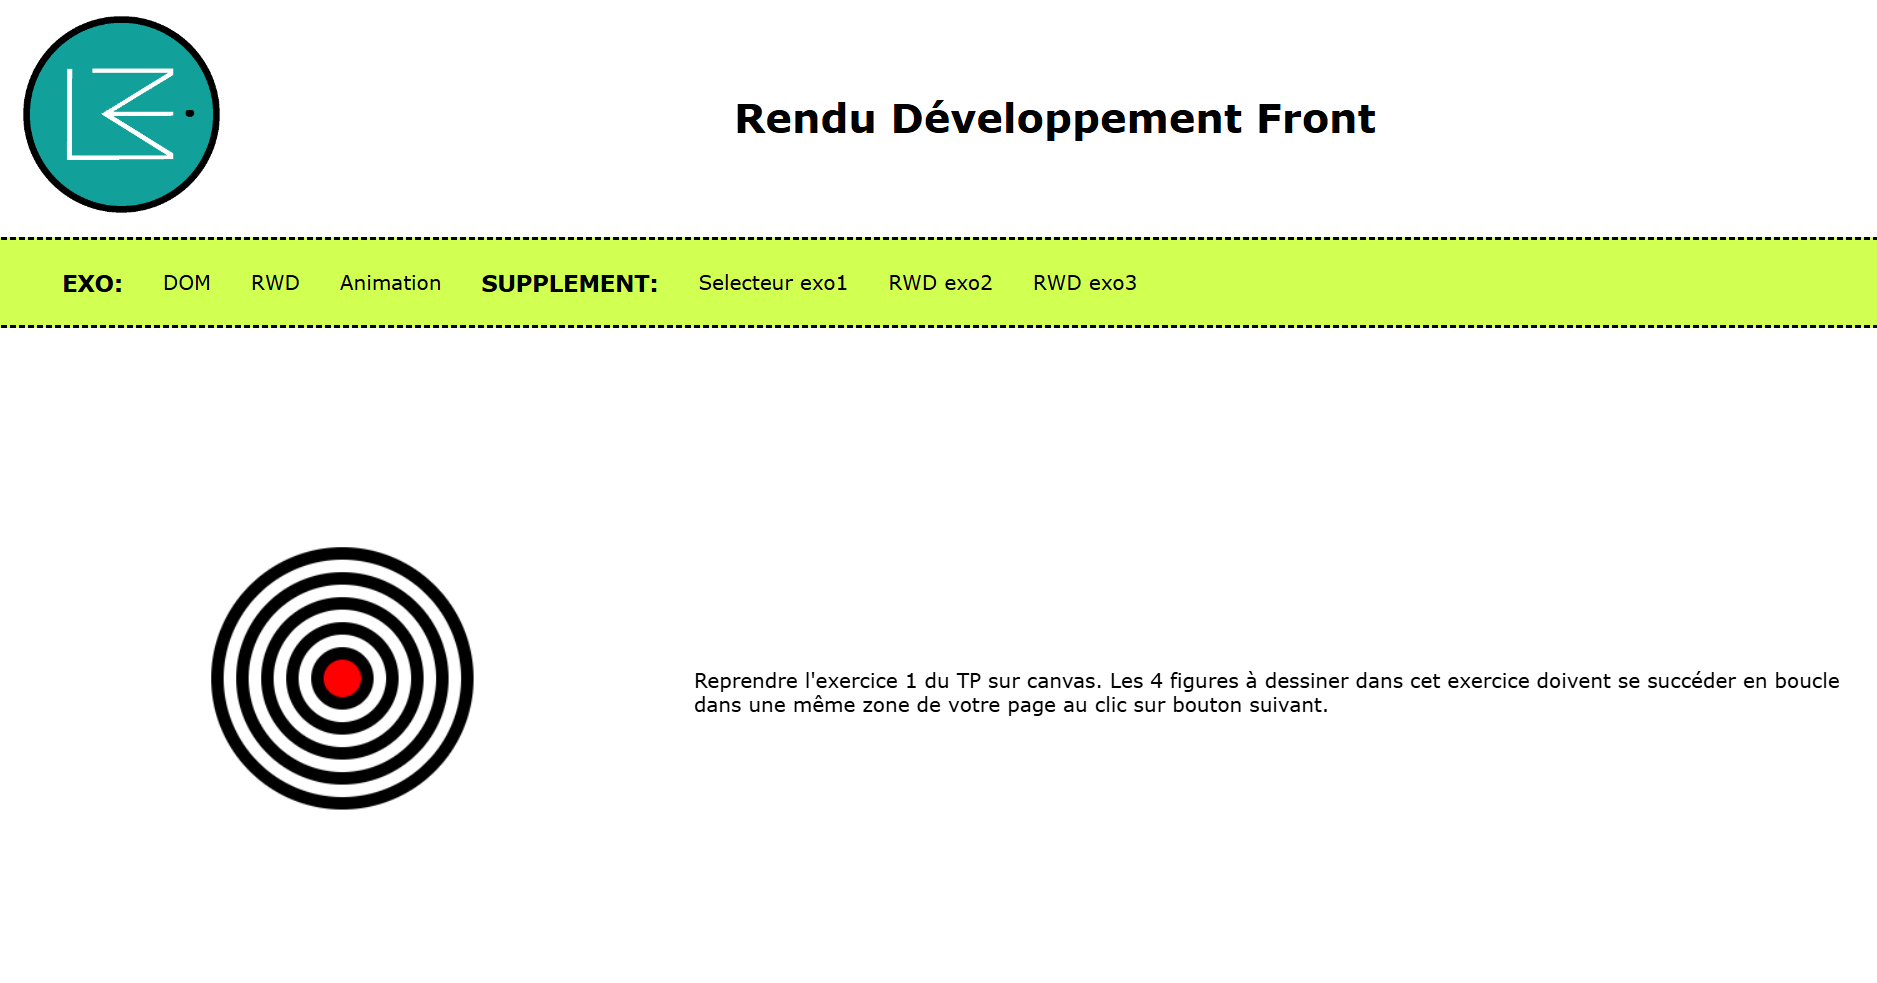 Rendu Développement Front
EXO: DOM RWD Animation SUPPLEMENT: Selecteur exo1 RWD exo2 RWD exo3
Reprendre l'exercice 1 du TP sur canvas. Les 4 figures à dessiner dans cet exercice doivent se succéder en boucle
dans une même zone de votre page au clic sur bouton suivant.